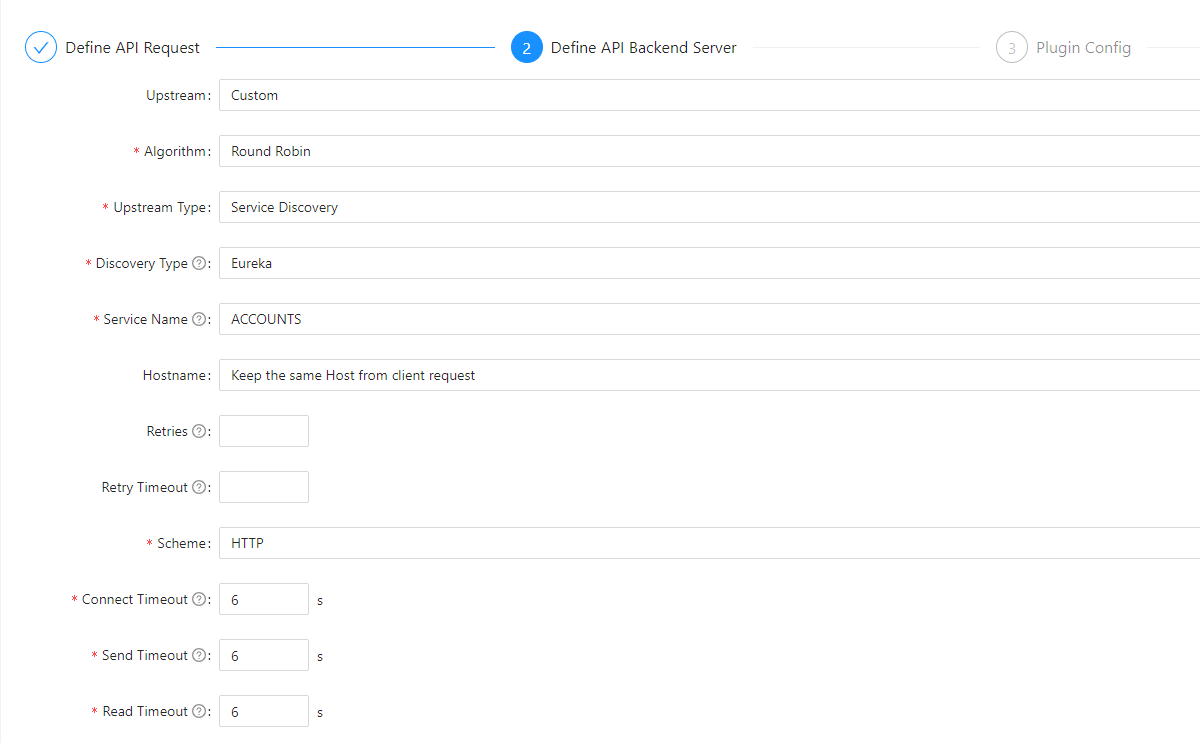 Define API Request 2 Define API Backend Server 3 Plugin Config
Upstream: Custom
* Algorithm: Round Robin
* Upstream Type: Service Discovery
* Discovery Type ?: Eureka
* Service Name ?: ACCOUNTS
Hostname: Keep the same Host from client request
Retries ?:
Retry Timeout ?:
* Scheme: HTTP
* Connect Timeout ?: 6 s
* Send Timeout ?: 6 s
* Read Timeout ?: 6 s